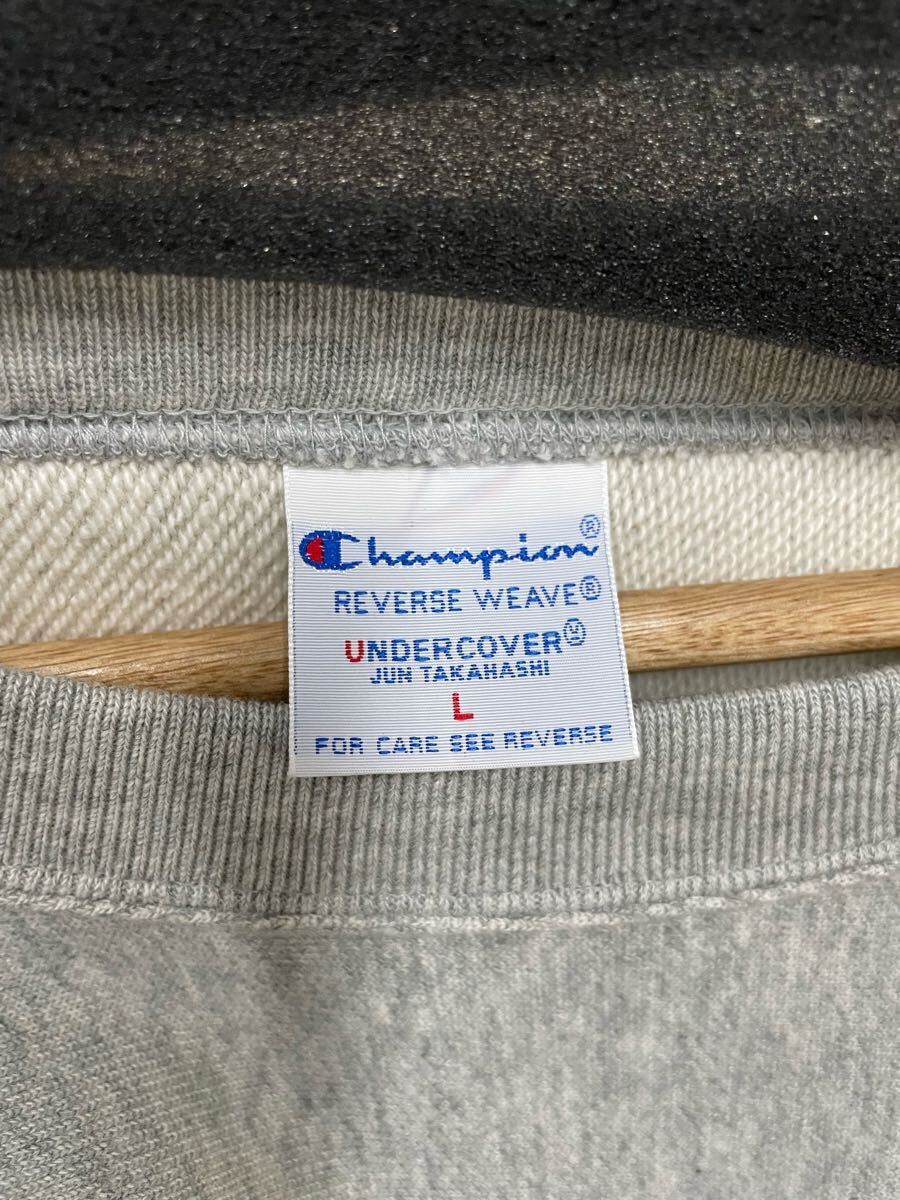 Champion®
REVERSE WEAVE®
UNDERCOVER Ⓜ
JUN TAKAHASHI
L
FOR CARE SEE REVERSE